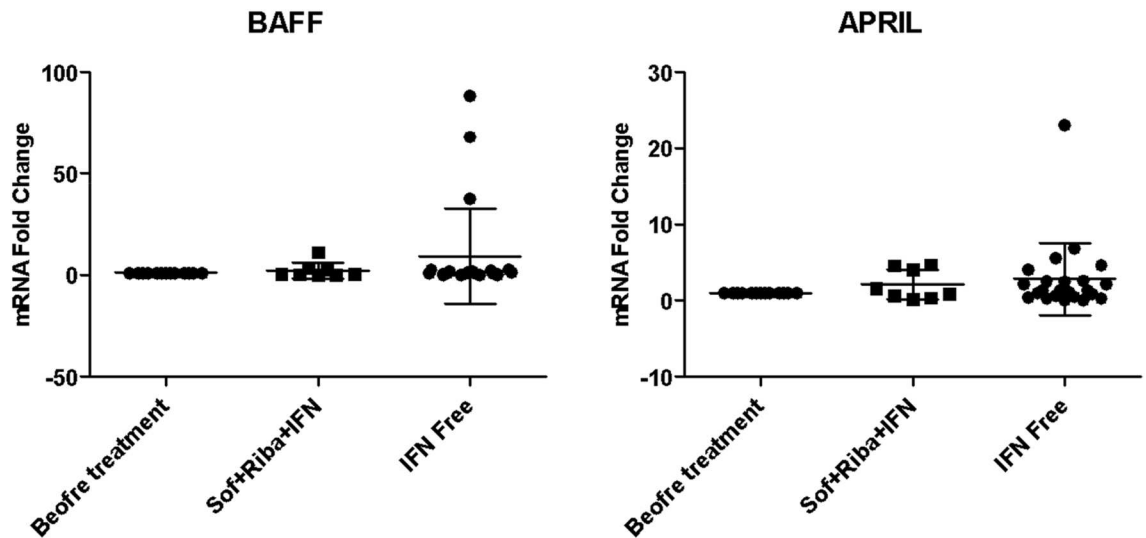 BAFF
mRNA Fold Change
100
50
0
-50
Beofre treatment
Sof+Riba+IFN
IFN Free
APRIL
mRNA Fold Change
30
20
10
0
-10
Beofre treatment
Sof+Riba+IFN
IFN Free